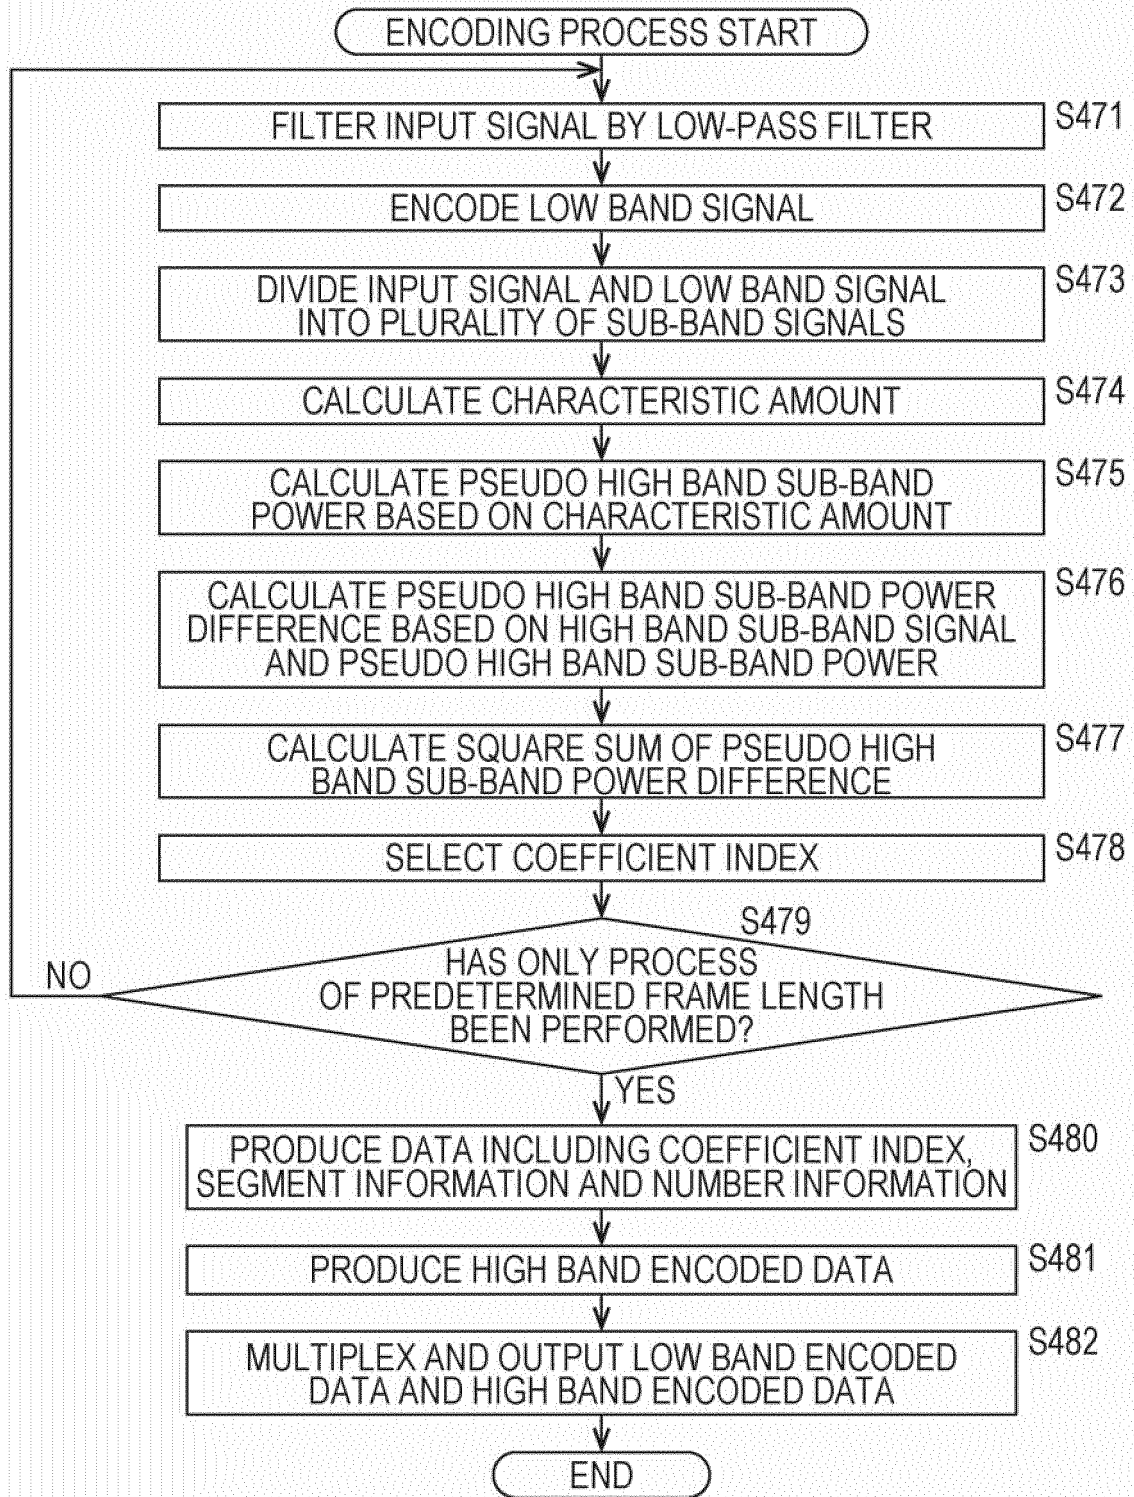 ENCODING PROCESS START
FILTER INPUT SIGNAL BY LOW-PASS FILTER
S471
ENCODE LOW BAND SIGNAL
S472
DIVIDE INPUT SIGNAL AND LOW BAND SIGNAL
INTO PLURALITY OF SUB-BAND SIGNALS
S473
CALCULATE CHARACTERISTIC AMOUNT
S474
CALCULATE PSEUDO HIGH BAND SUB-BAND
POWER BASED ON CHARACTERISTIC AMOUNT
S475
CALCULATE PSEUDO HIGH BAND SUB-BAND POWER
DIFFERENCE BASED ON HIGH BAND SUB-BAND SIGNAL
AND PSEUDO HIGH BAND SUB-BAND POWER
S476
CALCULATE SQUARE SUM OF PSEUDO HIGH
BAND SUB-BAND POWER DIFFERENCE
S477
SELECT COEFFICIENT INDEX
S478
S479
HAS ONLY PROCESS
OF PREDETERMINED FRAME LENGTH
BEEN PERFORMED?
NO
YES
PRODUCE DATA INCLUDING COEFFICIENT INDEX,
SEGMENT INFORMATION AND NUMBER INFORMATION
S480
PRODUCE HIGH BAND ENCODED DATA
S481
MULTIPLEX AND OUTPUT LOW BAND ENCODED
DATA AND HIGH BAND ENCODED DATA
S482
END